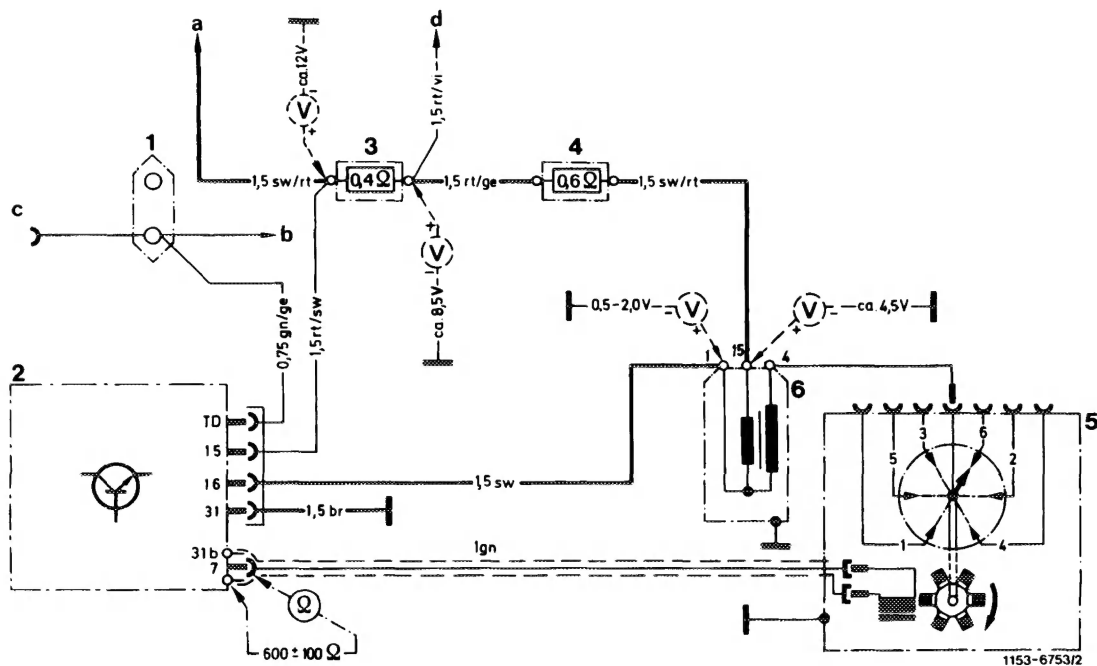 a
d
ca.12V
V
- +
1,5 rt/vi
1
3
4
1,5 sw/rt
0,4 Ω
1,5 rt/ge
0,6 Ω
1,5 sw/rt
c
b
+ -
V
ca. 8,5V
0,75 gn/ge
1,5 rt/sw
0,5-2,0V
V
- +
V
+ -
ca. 4,5V
1
15
4
6
2
5
TD
15
16
31
1,5 sw
1,5 br
3
6
5
2
1
4
31b
7
1gn
Ω
600 ± 100 Ω
1153-6753/2